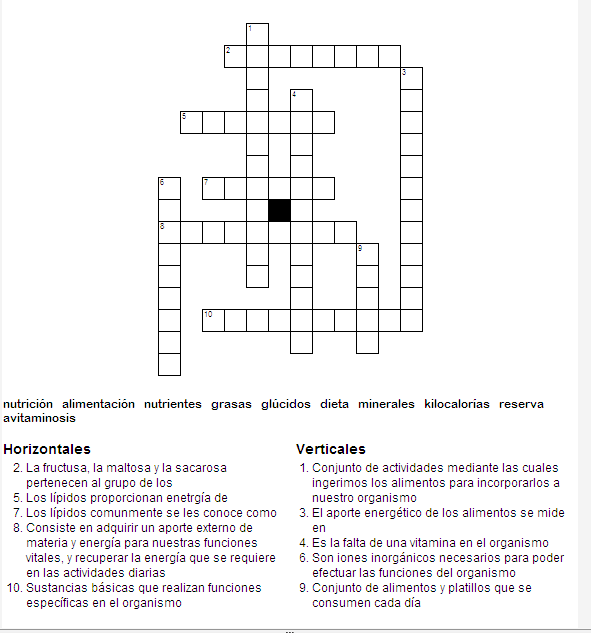 1
2
3
4
5
6
7
8
9
10
nutrición alimentación nutrientes grasas glúcidos dieta minerales kilocalorías reserva
avitaminosis
Horizontales
2. La fructusa, la maltosa y la sacarosa
pertenecen al grupo de los
5. Los lípidos proporcionan enetrgía de
7. Los lípidos comunmente se les conoce como
8. Consiste en adquirir un aporte externo de
materia y energía para nuestras funciones
vitales, y recuperar la energía que se requiere
en las actividades diarias
10. Sustancias básicas que realizan funciones
específicas en el organismo
Verticales
1. Conjunto de actividades mediante las cuales
ingerimos los alimentos para incorporarlos a
nuestro organismo
3. El aporte energético de los alimentos se mide
en
4. Es la falta de una vitamina en el organismo
6. Son iones inorgánicos necesarios para poder
efectuar las funciones del organismo
9. Conjunto de alimentos y platillos que se
consumen cada día